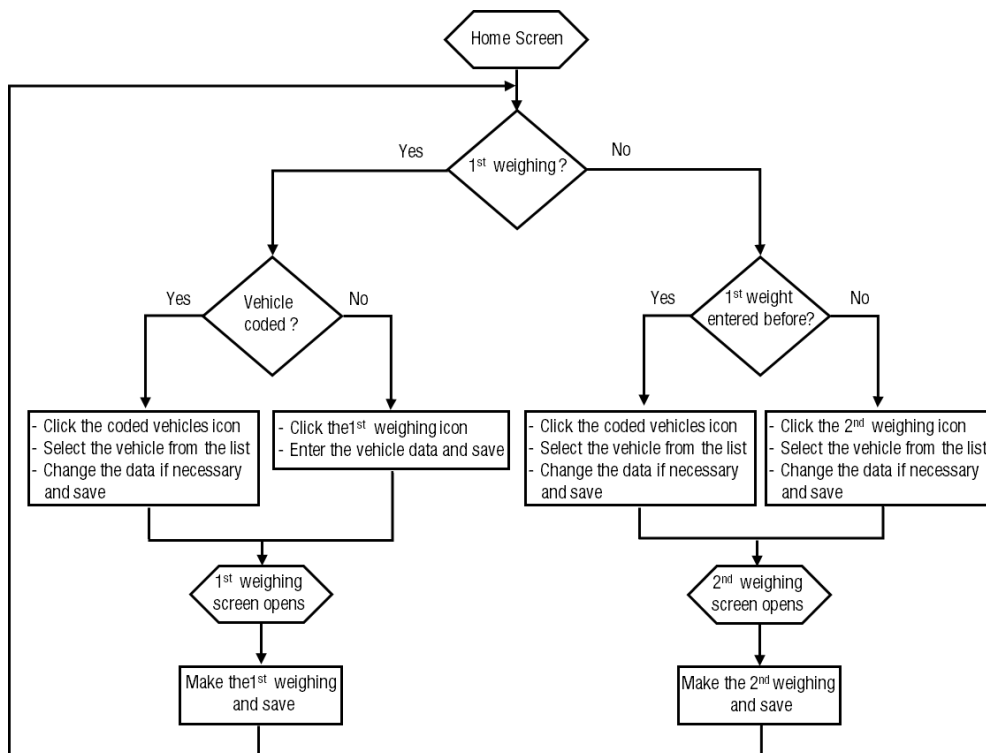 Home Screen
1st weighing?
Yes
No
Vehicle
coded ?
Yes
No
1st weight
entered before?
Yes
No
- Click the coded vehicles icon
- Select the vehicle from the list
- Change the data if necessary
and save
- Click the1st weighing icon
- Enter the vehicle data and save
- Click the coded vehicles icon
- Select the vehicle from the list
- Change the data if necessary
and save
- Click the 2nd weighing icon
- Select the vehicle from the list
- Change the data if necessary
and save
1st weighing
screen opens
2nd weighing
screen opens
Make the1st weighing
and save
Make the 2nd weighing
and save